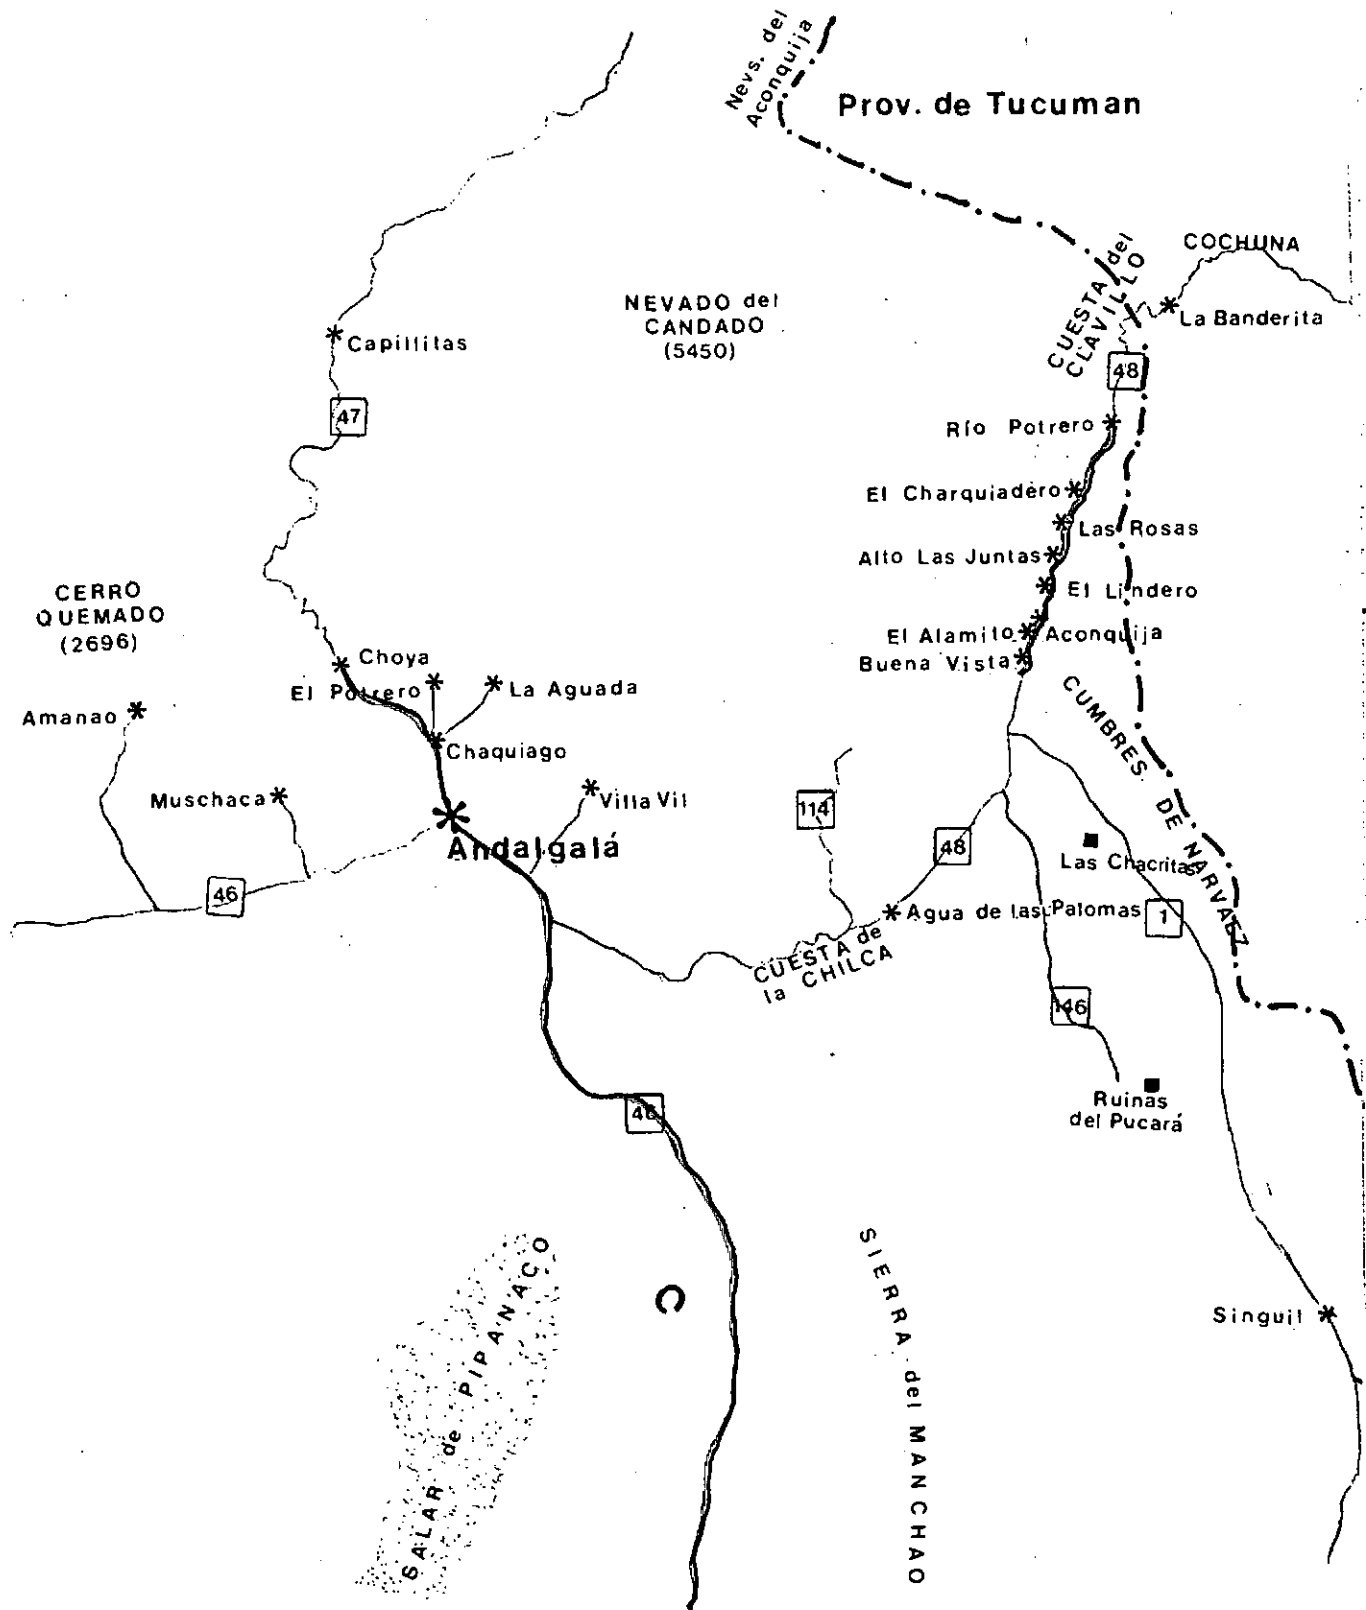 Nevs. del
Aconquija
Prov. de Tucuman
COCHUNA
CUESTA del
CLAVILLO
La Banderita
NEVADO del
CANDADO
(5450)
Capillitas
48
47
Río Potrero
El Charquiadero
Las Rosas
Alto Las Juntas
El Lindero
CERRO
QUEMADO
(2696)
El Alamito
Aconquija
Buena Vista
Choya
El Potrero
La Aguada
Amanao
Chaquiago
CUMBRES DE NARVAEZ
Muschaca
Villa Vil
114
Andalgalá
48
Las Chacritas
46
Agua de las Palomas
1
CUESTA de
la CHILCA
146
Ruinas
del Pucará
46
SALAR de PIPANACO
C
SIERRA del MANCHAO
Singuil